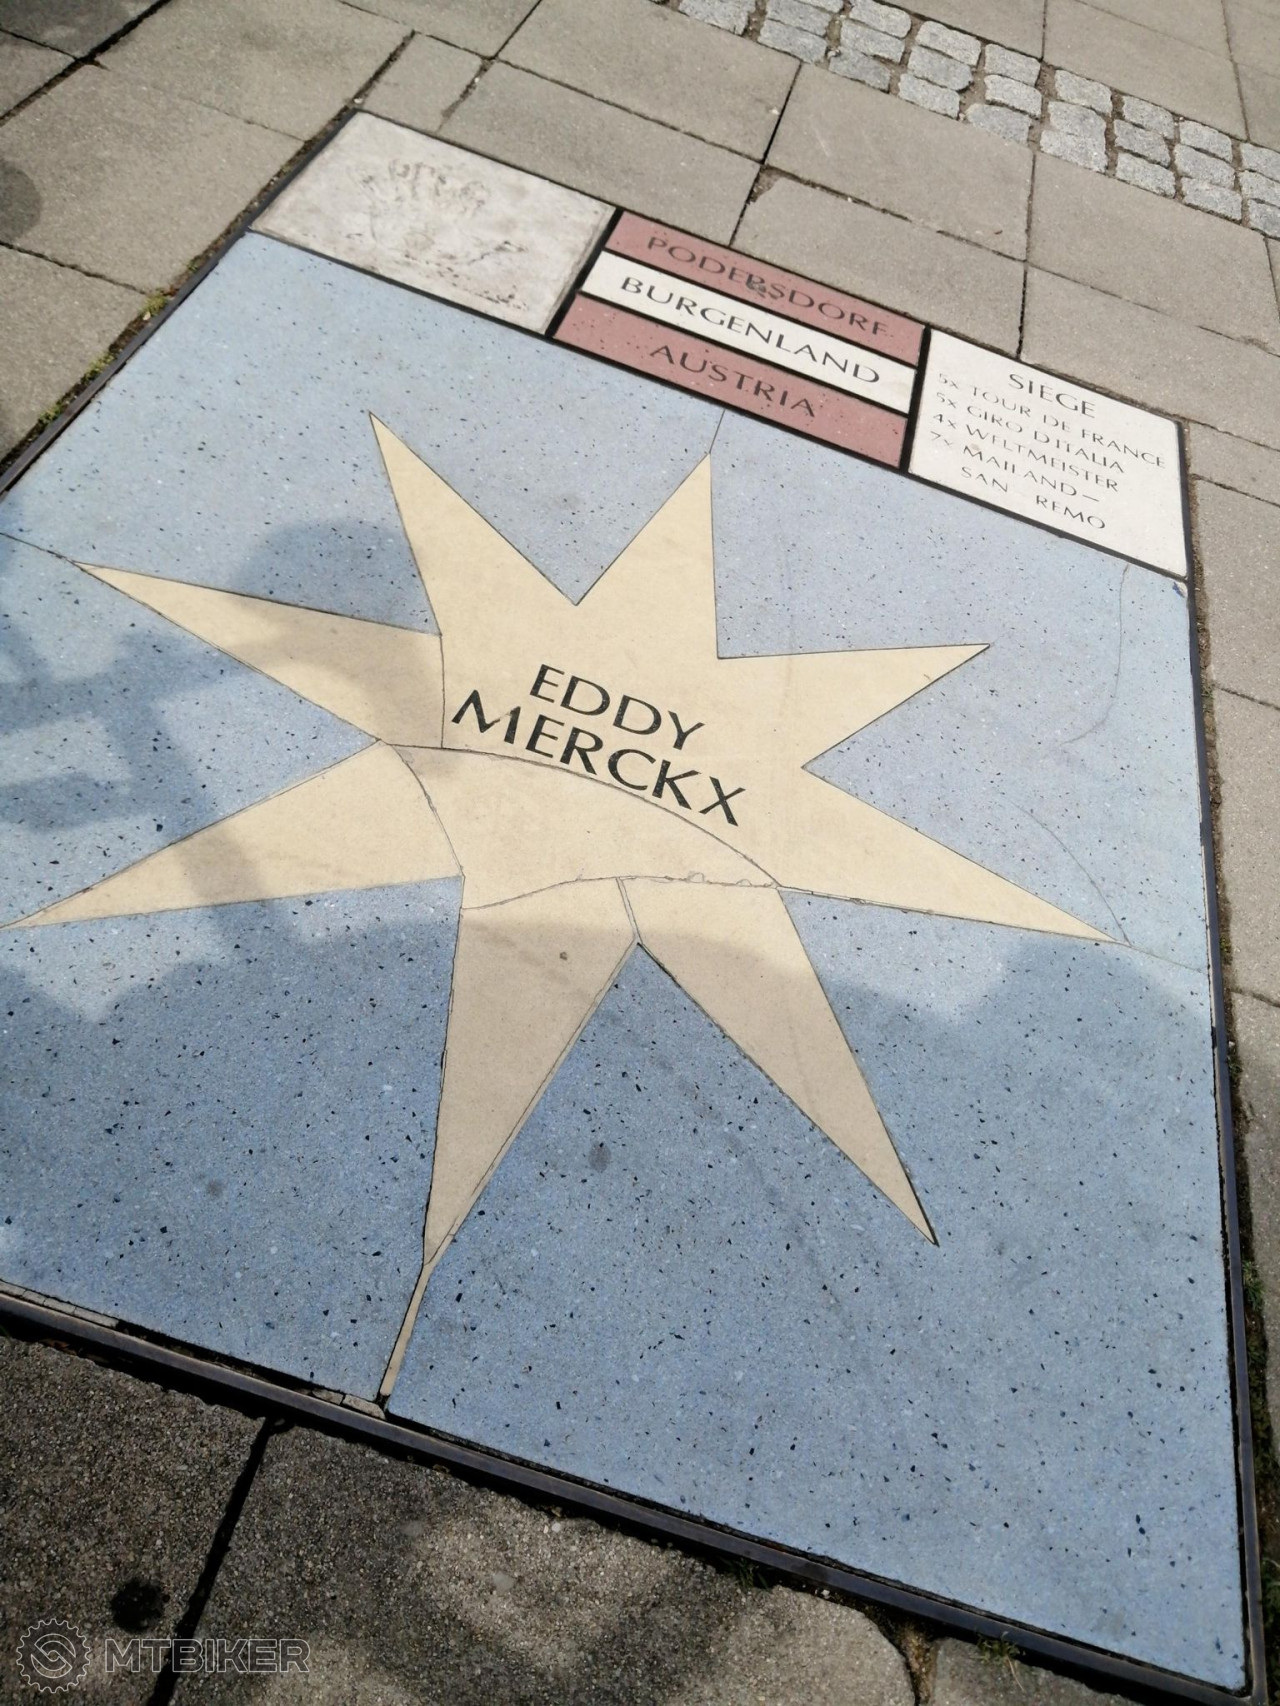 PODERSDORF
BURGENLAND
AUSTRIA
SIEGE
5x TOUR DE FRANCE
5x GIRO D'ITALIA
4x WELTMEISTER
7x MAILAND–
SAN REMO
EDDY
MERCKX
MTBIKER